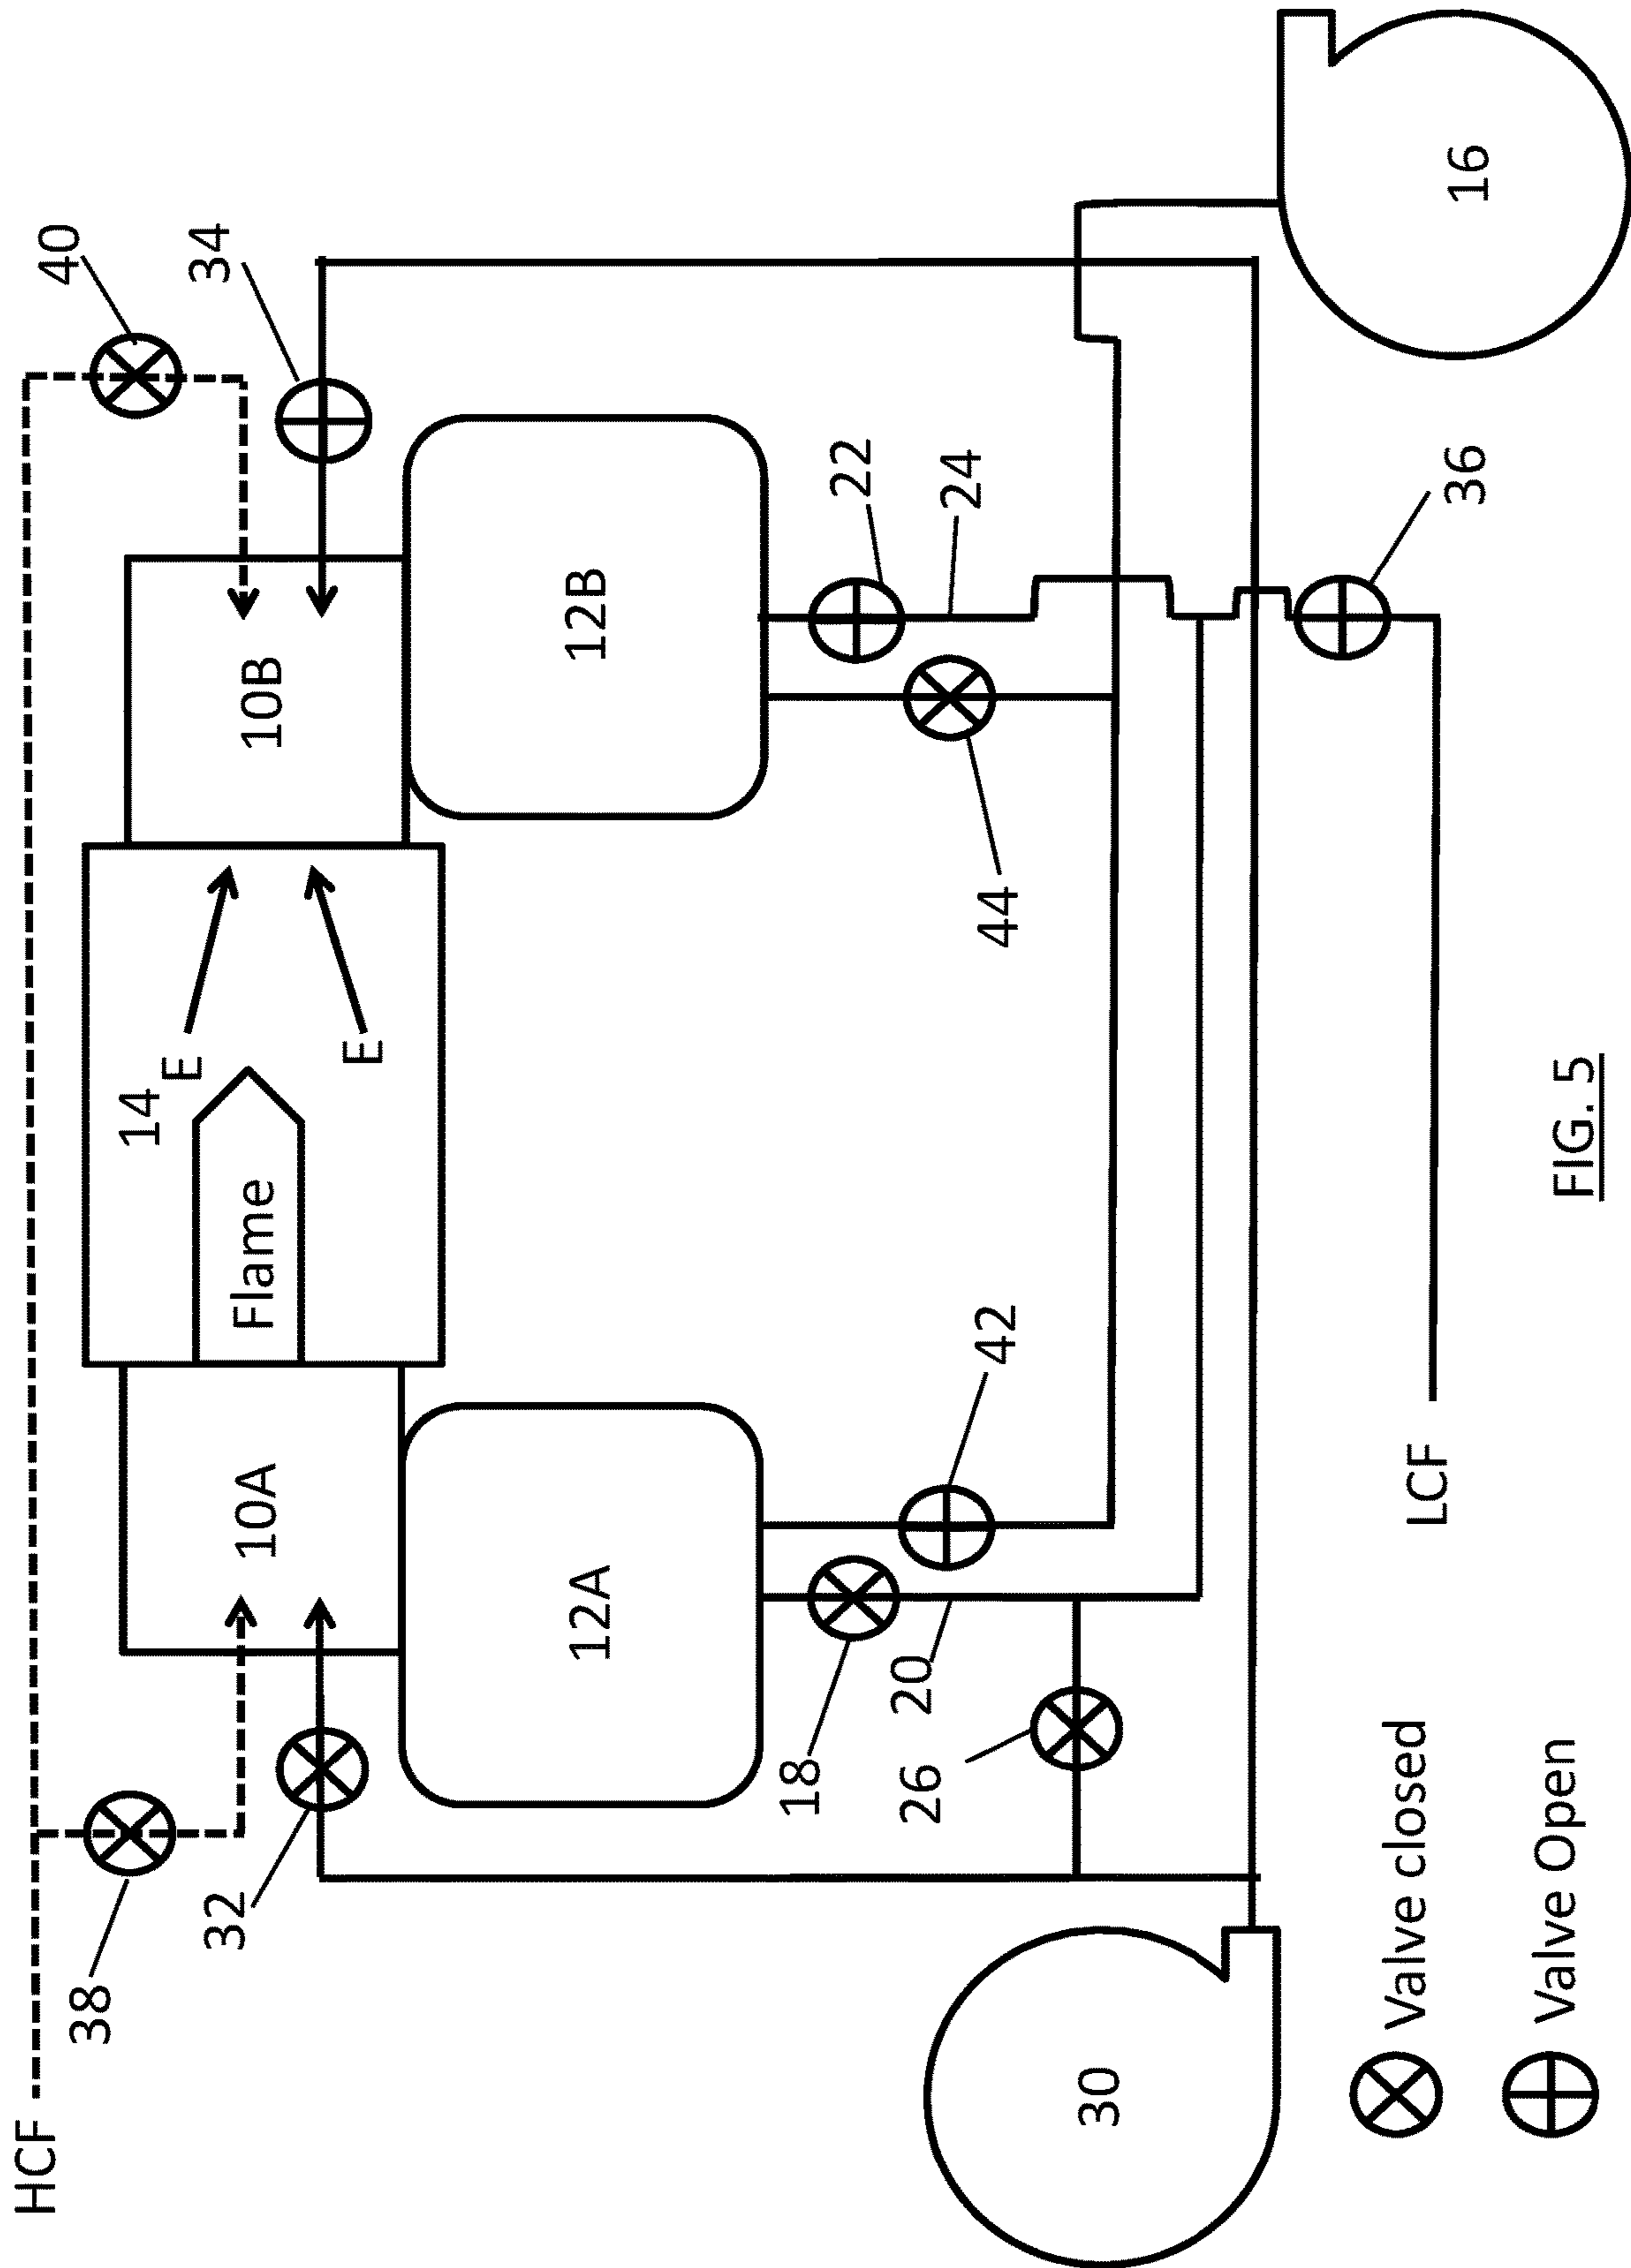 HCF
38
40
32
34
14
E
E
Flame
10A
10B
12A
12B
18
20
42
26
44
22
24
30
16
36
LCF
Valve closed
Valve Open
FIG. 5